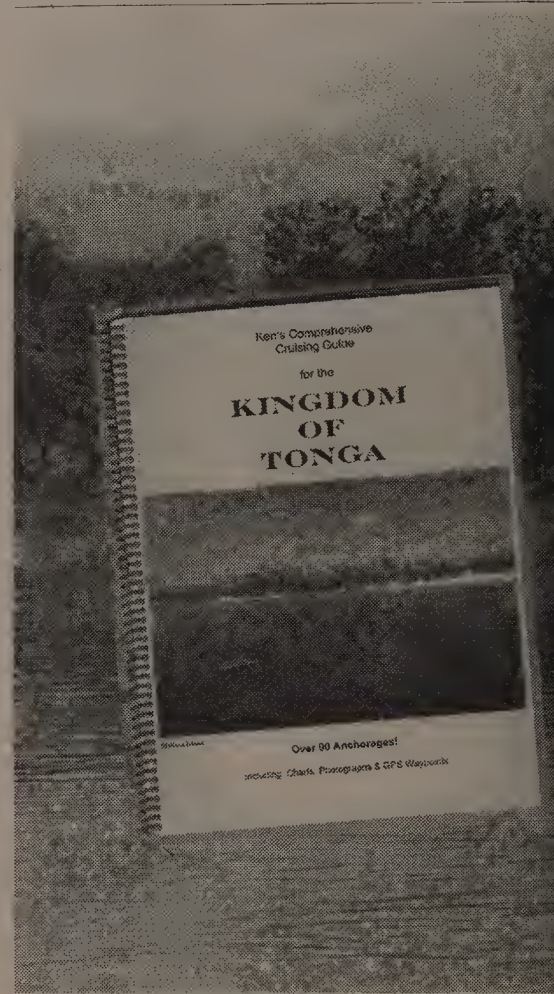 Ken's Comprehensive
Cruising Guide
for the
KINGDOM
OF
TONGA
Over 90 Anchorages!
Including Charts, Photographs & GPS Waypoints